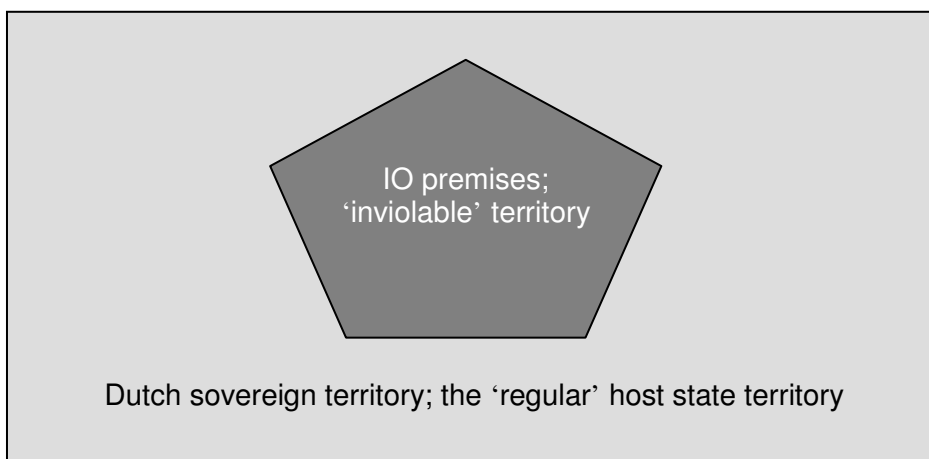 IO premises;
‘inviolable’ territory
Dutch sovereign territory; the ‘regular’ host state territory